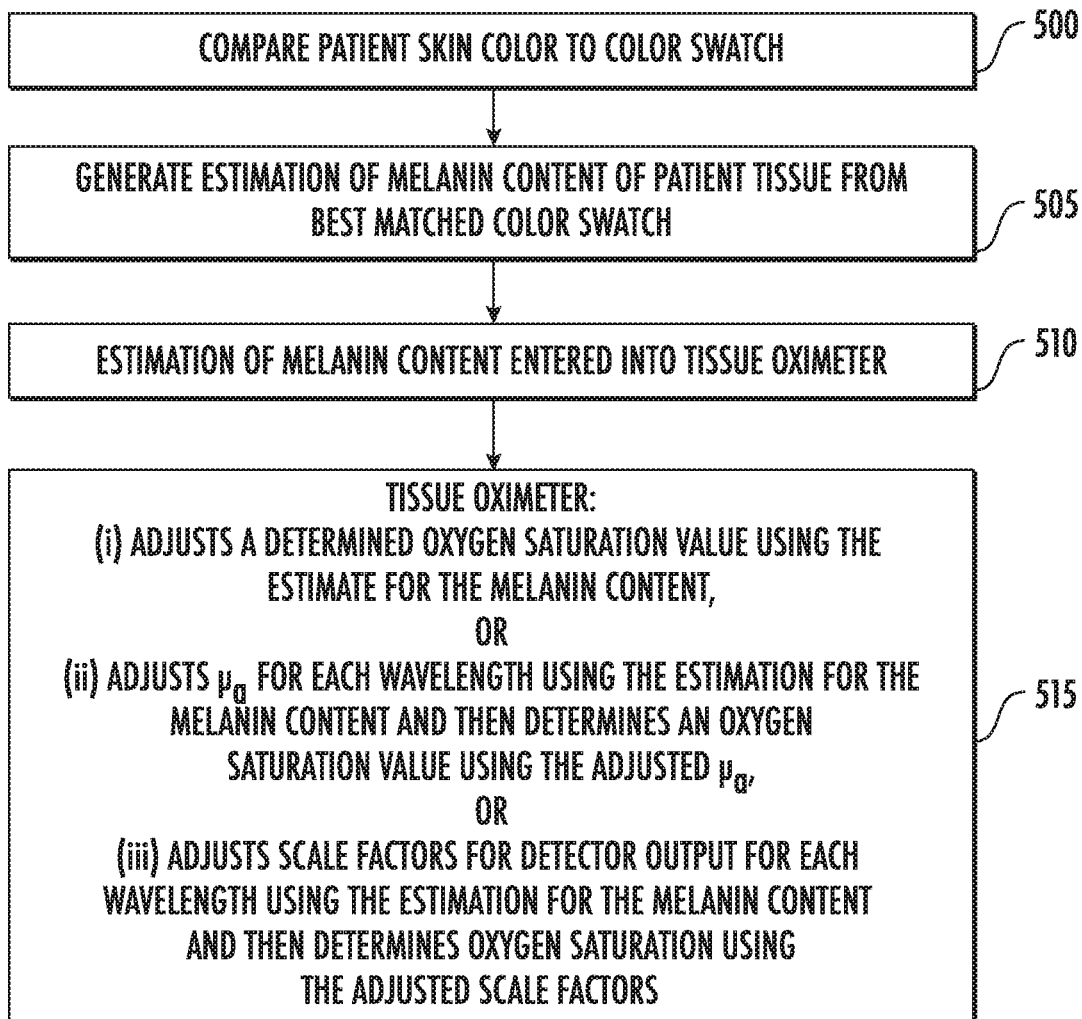 COMPARE PATIENT SKIN COLOR TO COLOR SWATCH
500
GENERATE ESTIMATION OF MELANIN CONTENT OF PATIENT TISSUE FROM
BEST MATCHED COLOR SWATCH
505
ESTIMATION OF MELANIN CONTENT ENTERED INTO TISSUE OXIMETER
510
TISSUE OXIMETER:
(i) ADJUSTS A DETERMINED OXYGEN SATURATION VALUE USING THE
ESTIMATE FOR THE MELANIN CONTENT,
OR
(ii) ADJUSTS μa FOR EACH WAVELENGTH USING THE ESTIMATION FOR THE
MELANIN CONTENT AND THEN DETERMINES AN OXYGEN
SATURATION VALUE USING THE ADJUSTED μa,
OR
(iii) ADJUSTS SCALE FACTORS FOR DETECTOR OUTPUT FOR EACH
WAVELENGTH USING THE ESTIMATION FOR THE MELANIN CONTENT
AND THEN DETERMINES OXYGEN SATURATION USING
THE ADJUSTED SCALE FACTORS
515